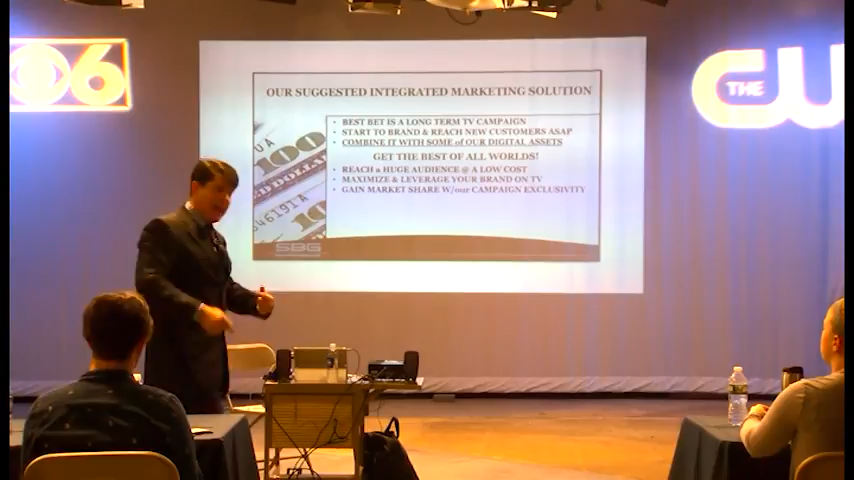 6
THE CW
OUR SUGGESTED INTEGRATED MARKETING SOLUTION
• BEST BET IS A LONG TERM TV CAMPAIGN
• START TO BRAND & REACH NEW CUSTOMERS ASAP
• COMBINE IT WITH SOME of OUR DIGITAL ASSETS
GET THE BEST OF ALL WORLDS!
• REACH a HUGE AUDIENCE @ A LOW COST
• MAXIMIZE & LEVERAGE YOUR BRAND ON TV
• GAIN MARKET SHARE W/our CAMPAIGN EXCLUSIVITY
100
SBG